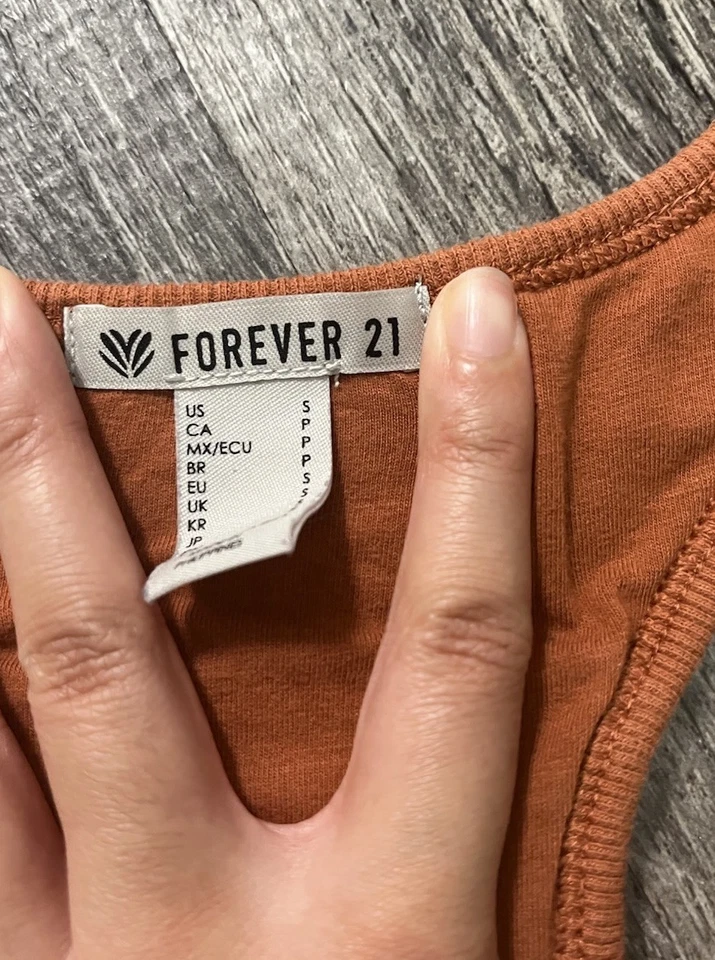 FOREVER 21
US S
CA P
MX/ECU P
BR P
EU S
UK S
KR
JP